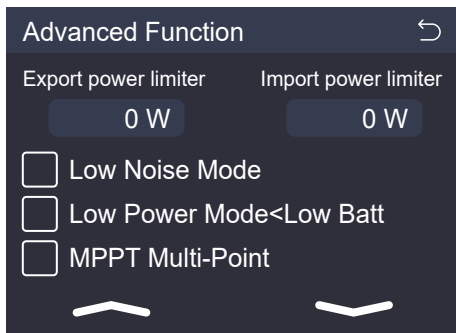 Advanced Function
Export power limiter Import power limiter
0 W 0 W
Low Noise Mode
Low Power Mode<Low Batt
MPPT Multi-Point